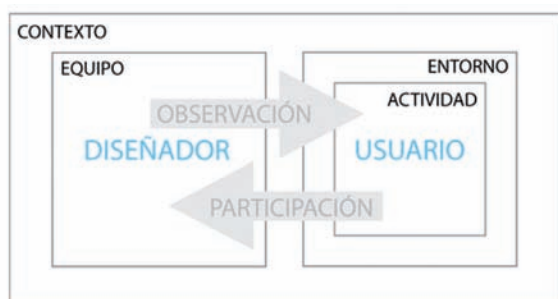 CONTEXTO
EQUIPO
ENTORNO
ACTIVIDAD
OBSERVACIÓN
DISEÑADOR
USUARIO
PARTICIPACIÓN